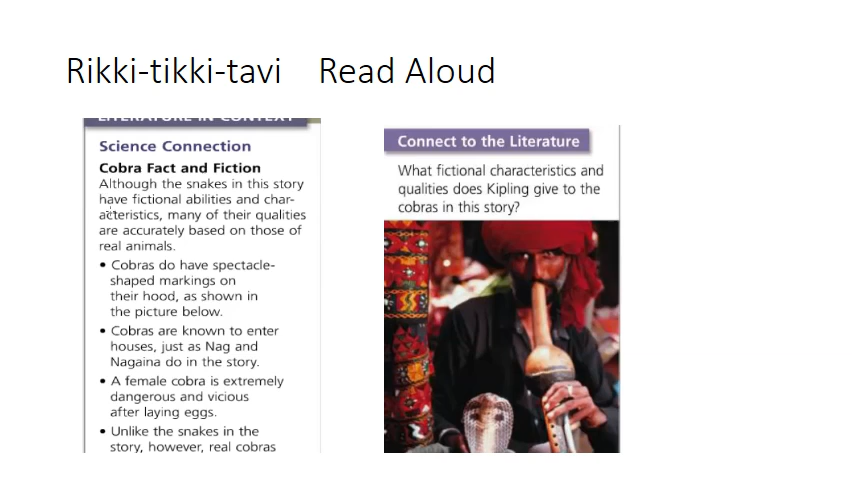 Rikki-tikki-tavi Read Aloud
LITERATURE IN CONTEXT
Science Connection
Cobra Fact and Fiction
Although the snakes in this story
have fictional abilities and char-
acteristics, many of their qualities
are accurately based on those of
real animals.
• Cobras do have spectacle-
shaped markings on
their hood, as shown in
the picture below.
• Cobras are known to enter
houses, just as Nag and
Nagaina do in the story.
• A female cobra is extremely
dangerous and vicious
after laying eggs.
• Unlike the snakes in the
story, however, real cobras
Connect to the Literature
What fictional characteristics and
qualities does Kipling give to the
cobras in this story?